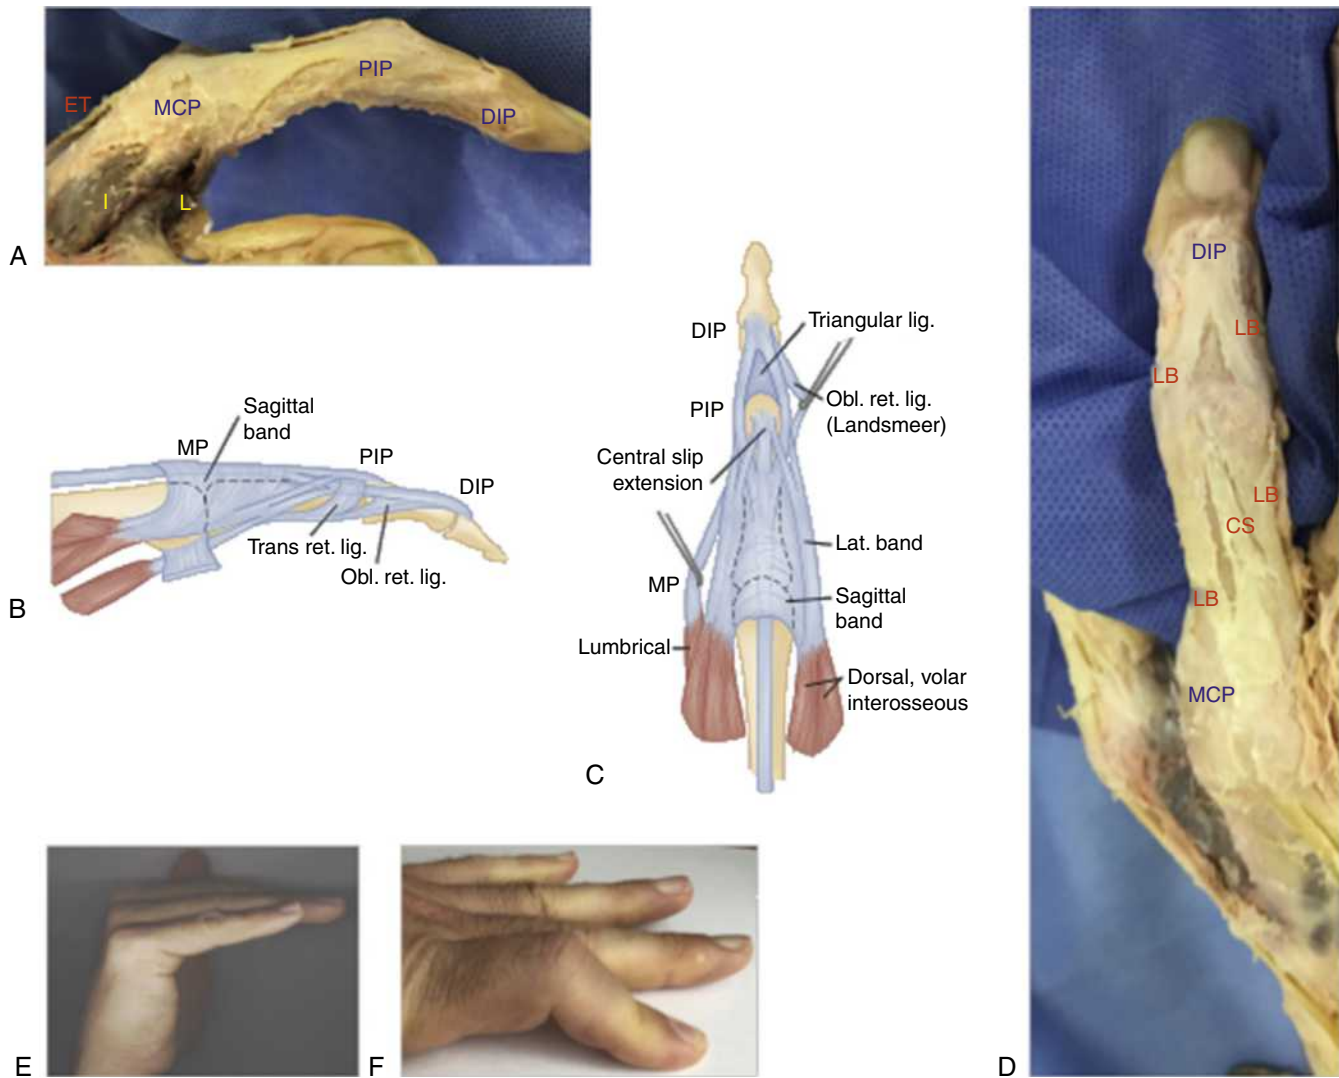 ET
MCP
PIP
DIP
I
L
A
Sagittal
band
MP
PIP
DIP
Trans ret. lig.
Obl. ret. lig.
B
DIP
Triangular lig.
PIP
Obl. ret. lig.
(Landsmeer)
Central slip
extension
Lat. band
MP
Sagittal
band
Lumbrical
Dorsal, volar
interosseous
C
DIP
LB
LB
LB
CS
LB
MCP
D
E
F